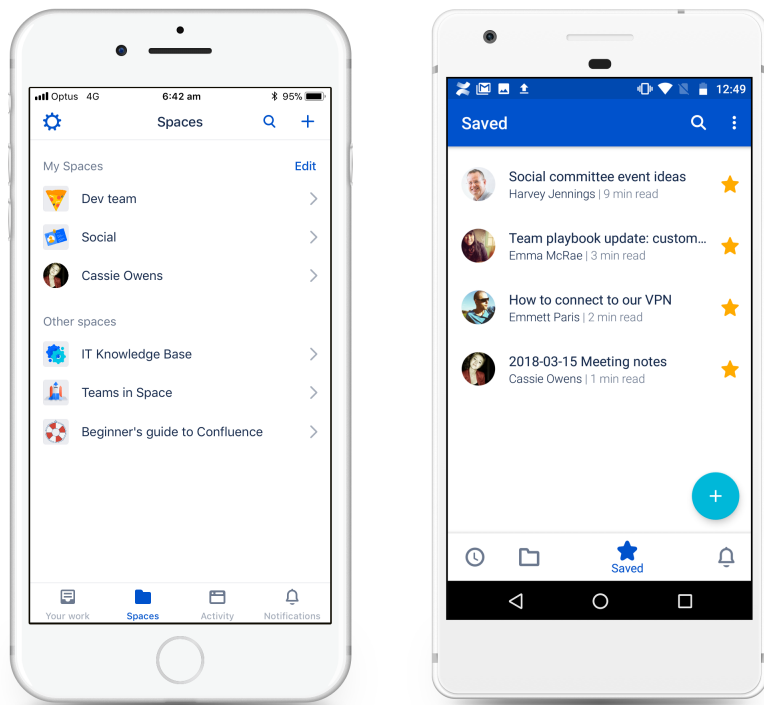 Optus 4G 6:42 am 95%
Spaces
My Spaces Edit
Dev team
Social
Cassie Owens
Other spaces
IT Knowledge Base
Teams in Space
Beginner's guide to Confluence
Your work Spaces Activity Notifications
12:49
Saved
Social committee event ideas
Harvey Jennings | 9 min read
Team playbook update: custom...
Emma McRae | 3 min read
How to connect to our VPN
Emmett Paris | 2 min read
2018-03-15 Meeting notes
Cassie Owens | 1 min read
Saved